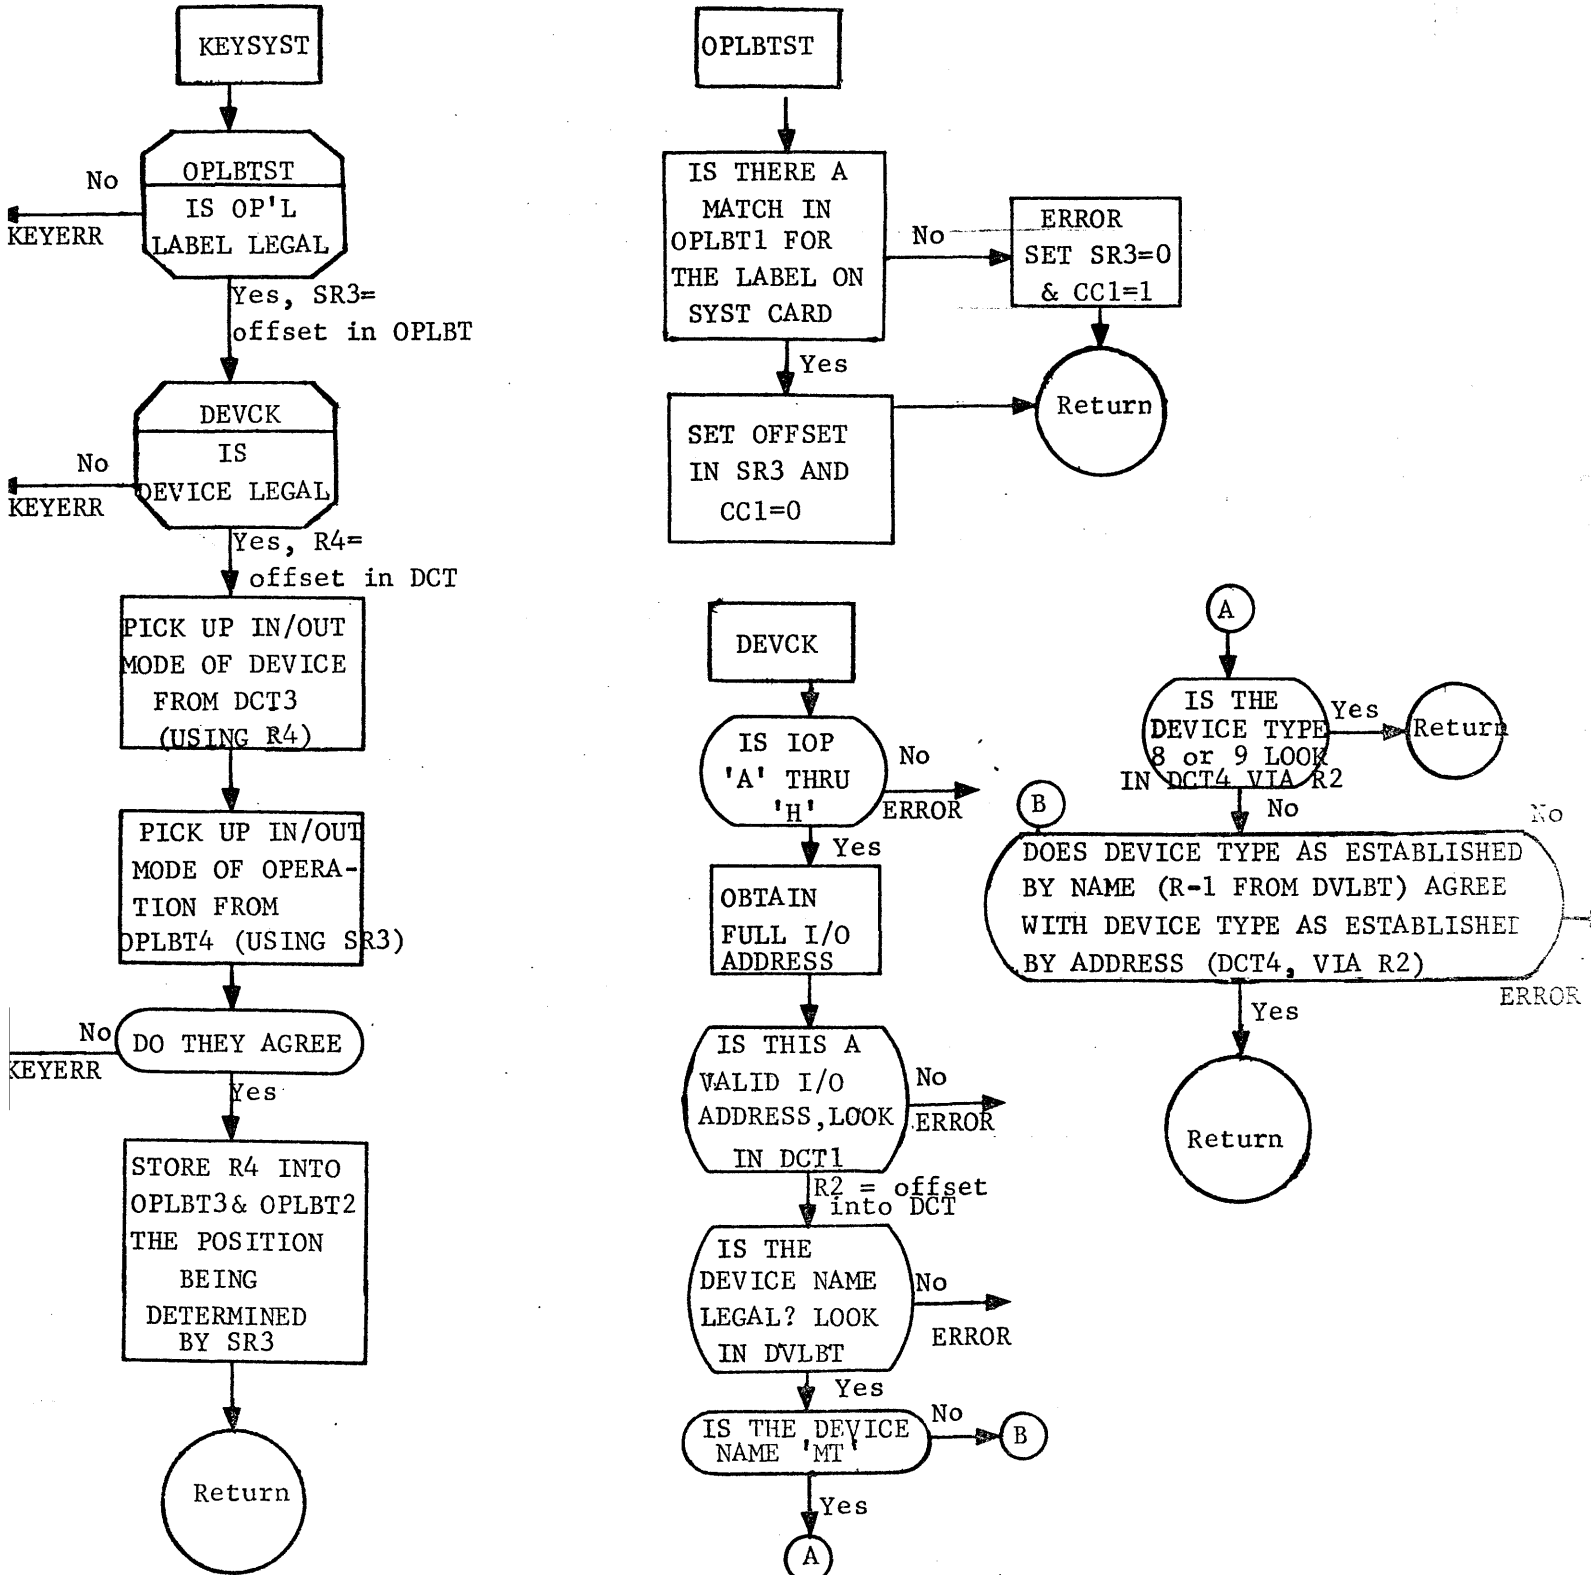 KEYSYST
OPLBTST
IS OP'L
LABEL LEGAL
No
KEYERR
Yes, SR3=
offset in OPLBT
DEVCK
IS
DEVICE LEGAL
No
KEYERR
Yes, R4=
offset in DCT
PICK UP IN/OUT
MODE OF DEVICE
FROM DCT3
(USING R4)
PICK UP IN/OUT
MODE OF OPERA-
TION FROM
OPLBT4 (USING SR3)
DO THEY AGREE
No
KEYERR
Yes
STORE R4 INTO
OPLBT3 & OPLBT2
THE POSITION
BEING
DETERMINED
BY SR3
Return
OPLBTST
IS THERE A
MATCH IN
OPLBT1 FOR
THE LABEL ON
SYST CARD
No
ERROR
SET SR3=0
& CC1=1
Yes
SET OFFSET
IN SR3 AND
CC1=0
Return
DEVCK
IS IOP
'A' THRU
'H'
No
ERROR
Yes
OBTAIN
FULL I/O
ADDRESS
IS THIS A
VALID I/O
ADDRESS, LOOK
IN DCT1
No
ERROR
R2 = offset
into DCT
IS THE
DEVICE NAME
LEGAL? LOOK
IN DVLBT
No
ERROR
Yes
IS THE DEVICE
NAME 'MT'
No
B
Yes
A
A
IS THE
DEVICE TYPE
8 or 9 LOOK
IN DCT4 VIA R2
Yes
Return
No
B
DOES DEVICE TYPE AS ESTABLISHED
BY NAME (R-1 FROM DVLBT) AGREE
WITH DEVICE TYPE AS ESTABLISHED
BY ADDRESS (DCT4, VIA R2)
No
ERROR
Yes
Return